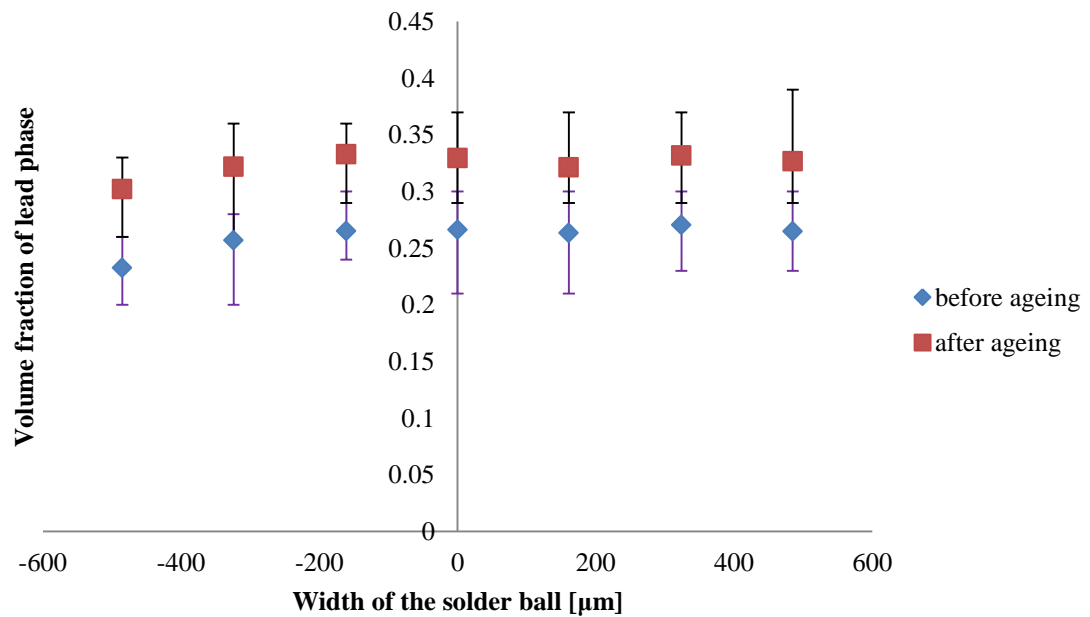 0.45
0.4
0.35
0.3
0.25
0.2
0.15
0.1
0.05
0
Volume fraction of lead phase
-600 -400 -200 0 200 400 600
Width of the solder ball [μm]
before ageing
after ageing